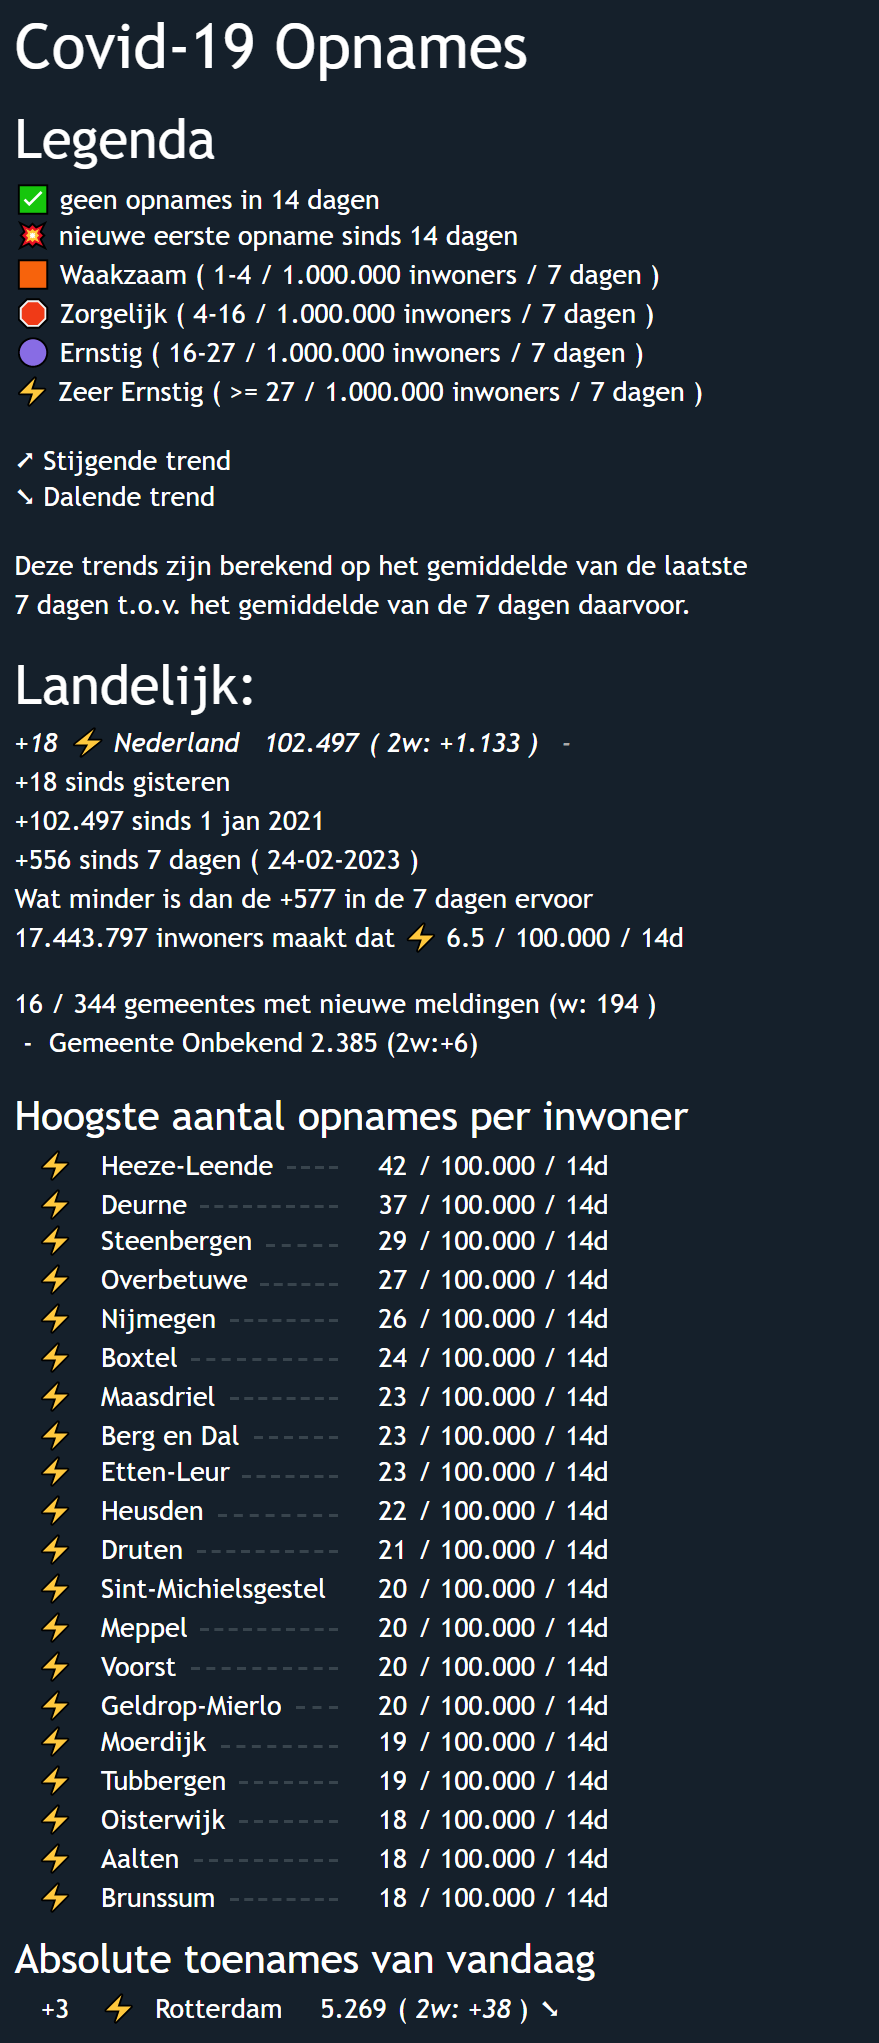 Covid-19 Opnames
Legenda
✅ geen opnames in 14 dagen
💥 nieuwe eerste opname sinds 14 dagen
🟧 Waakzaam ( 1-4 / 1.000.000 inwoners / 7 dagen )
🛑 Zorgelijk ( 4-16 / 1.000.000 inwoners / 7 dagen )
🟣 Ernstig ( 16-27 / 1.000.000 inwoners / 7 dagen )
⚡ Zeer Ernstig ( >= 27 / 1.000.000 inwoners / 7 dagen )
➚ Stijgende trend
➘ Dalende trend
Deze trends zijn berekend op het gemiddelde van de laatste
7 dagen t.o.v. het gemiddelde van de 7 dagen daarvoor.
Landelijk:
+18 ⚡ Nederland 102.497 ( 2w: +1.133 ) -
+18 sinds gisteren
+102.497 sinds 1 jan 2021
+556 sinds 7 dagen ( 24-02-2023 )
Wat minder is dan de +577 in de 7 dagen ervoor
17.443.797 inwoners maakt dat ⚡ 6.5 / 100.000 / 14d
16 / 344 gemeentes met nieuwe meldingen (w: 194 )
- Gemeente Onbekend 2.385 (2w:+6)
Hoogste aantal opnames per inwoner
⚡ Heeze-Leende ---- 42 / 100.000 / 14d
⚡ Deurne ----------- 37 / 100.000 / 14d
⚡ Steenbergen ----- 29 / 100.000 / 14d
⚡ Overbetuwe ------ 27 / 100.000 / 14d
⚡ Nijmegen -------- 26 / 100.000 / 14d
⚡ Boxtel ----------- 24 / 100.000 / 14d
⚡ Maasdriel -------- 23 / 100.000 / 14d
⚡ Berg en Dal ------ 23 / 100.000 / 14d
⚡ Etten-Leur ------- 23 / 100.000 / 14d
⚡ Heusden --------- 22 / 100.000 / 14d
⚡ Druten ----------- 21 / 100.000 / 14d
⚡ Sint-Michielsgestel 20 / 100.000 / 14d
⚡ Meppel ----------- 20 / 100.000 / 14d
⚡ Voorst ----------- 20 / 100.000 / 14d
⚡ Geldrop-Mierlo --- 20 / 100.000 / 14d
⚡ Moerdijk --------- 19 / 100.000 / 14d
⚡ Tubbergen ------- 19 / 100.000 / 14d
⚡ Oisterwijk ------- 18 / 100.000 / 14d
⚡ Aalten ----------- 18 / 100.000 / 14d
⚡ Brunssum -------- 18 / 100.000 / 14d
Absolute toenames van vandaag
+3 ⚡ Rotterdam 5.269 ( 2w: +38 ) ➘